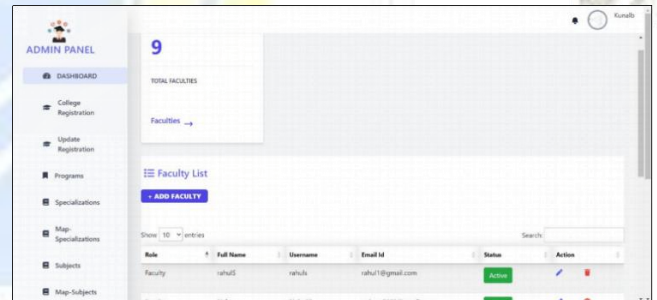 Kunalb
ADMIN PANEL
DASHBOARD
College
Registration
Update
Registration
Programs
Specializations
Map-
Specializations
Subjects
Map-Subjects
9
TOTAL FACULTIES
Faculties →
Faculty List
+ ADD FACULTY
Show 10 entries
Search:
Role Full Name Username Email Id Status Action
Faculty rahulS rahuls rahul1@gmail.com Active